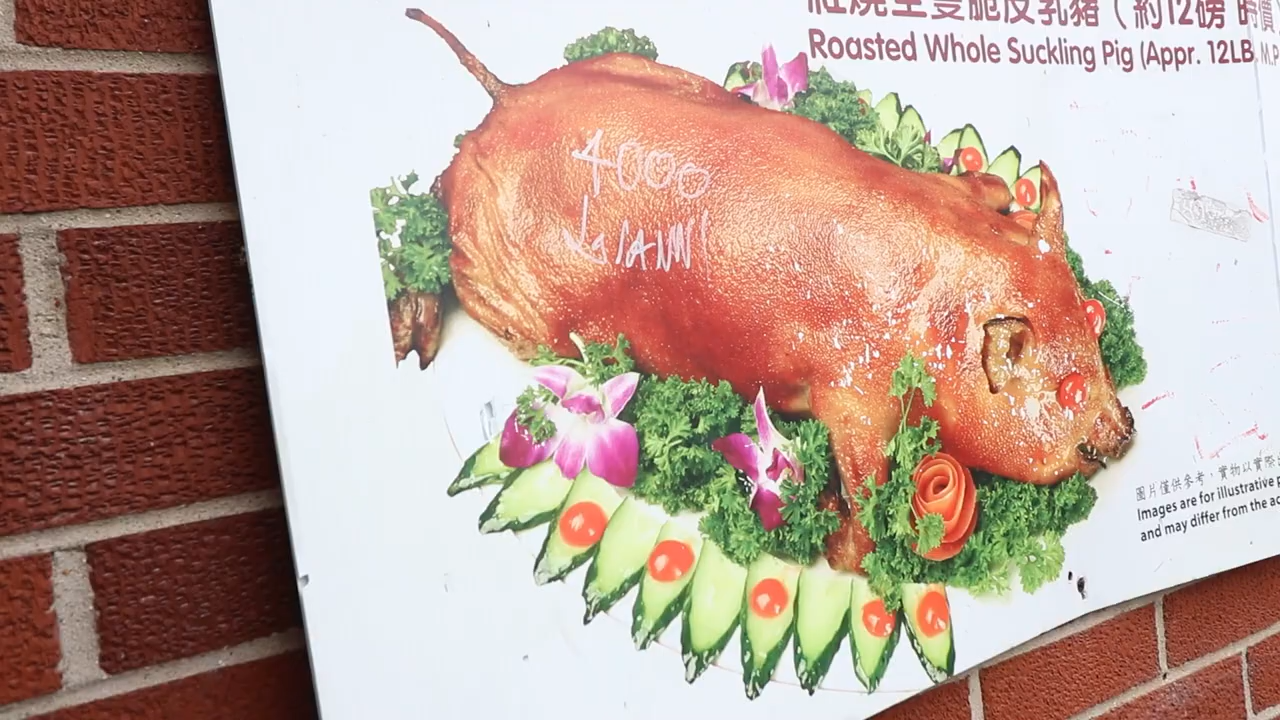 紅燒全隻脆皮乳豬（約12磅 時價
Roasted Whole Suckling Pig (Appr. 12LB. M.P
4000
圖片僅供參考，實物以實際
Images are for illustrative p
and may differ from the a